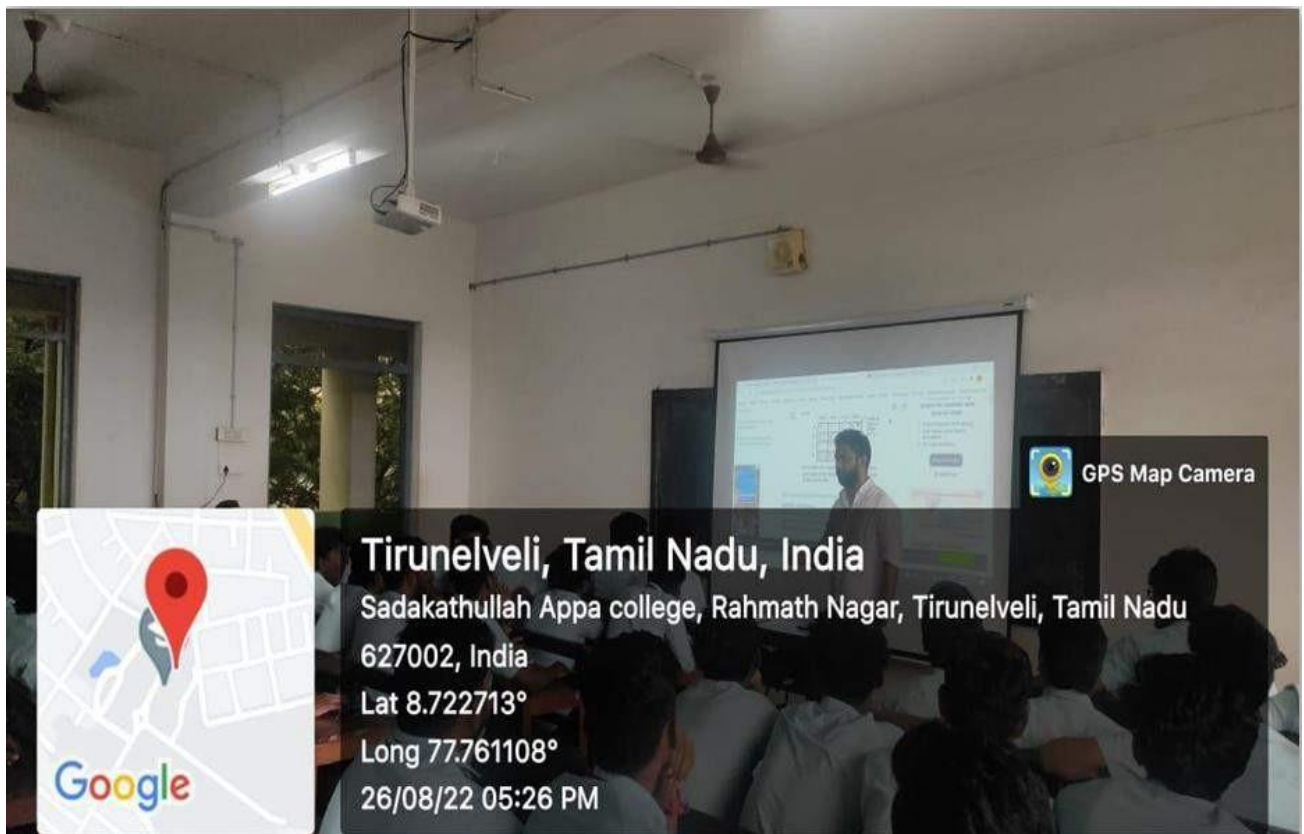 GPS Map Camera
Tirunelveli, Tamil Nadu, India
Sadakathullah Appa college, Rahmath Nagar, Tirunelveli, Tamil Nadu
627002, India
Lat 8.722713°
Long 77.761108°
26/08/22 05:26 PM
Google